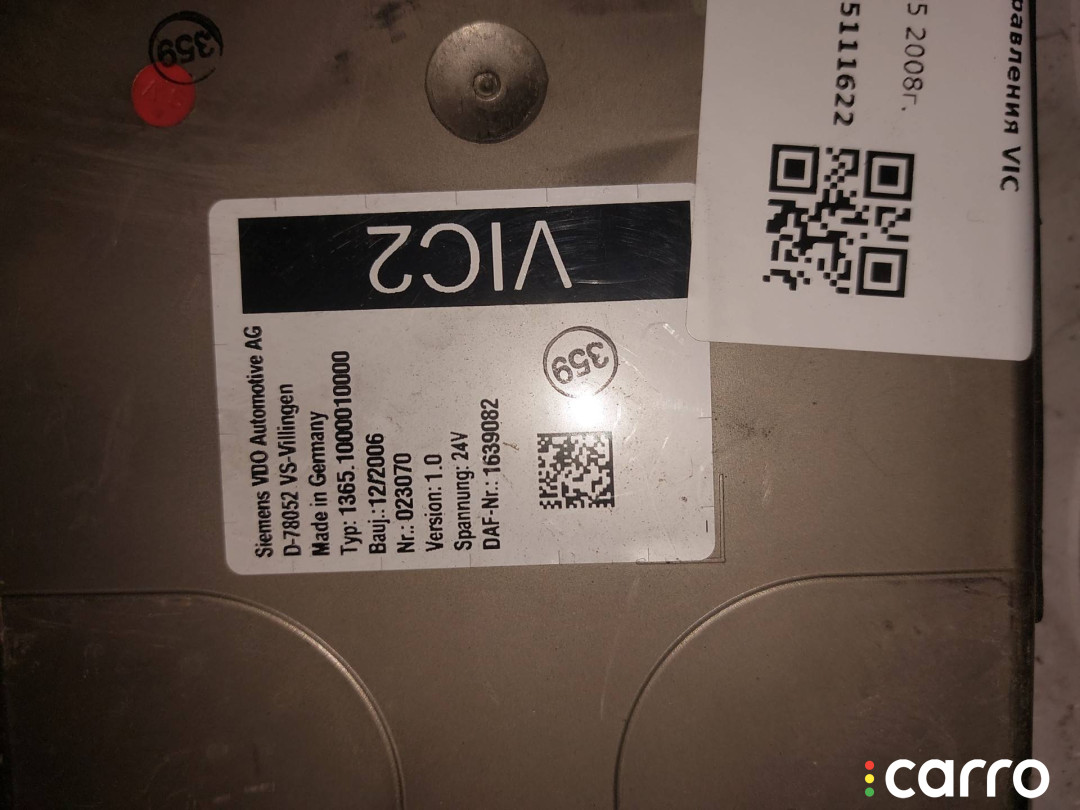 359
VIC2
Siemens VDO Automotive AG
D-78052 VS-Villingen
Made in Germany
Typ: 1365.1000010000
Bauj.:12/2006
Nr.: 023070
Version: 1.0
Spannung: 24V
DAF-Nr.: 1639082
359
равления VIC
5 2008г.
5111622
carro